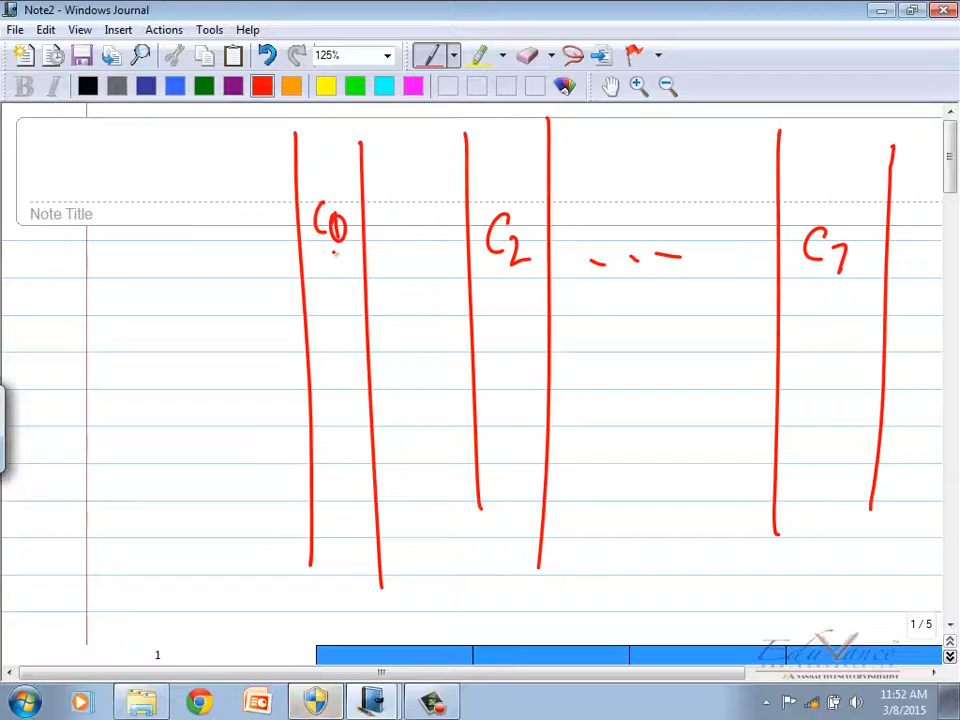 Note2 - Windows Journal
File Edit View Insert Actions Tools Help
125%
B I
Note Title
C0 C2 ... C7
1 / 5
1
EduVance
11:52 AM
3/8/2015